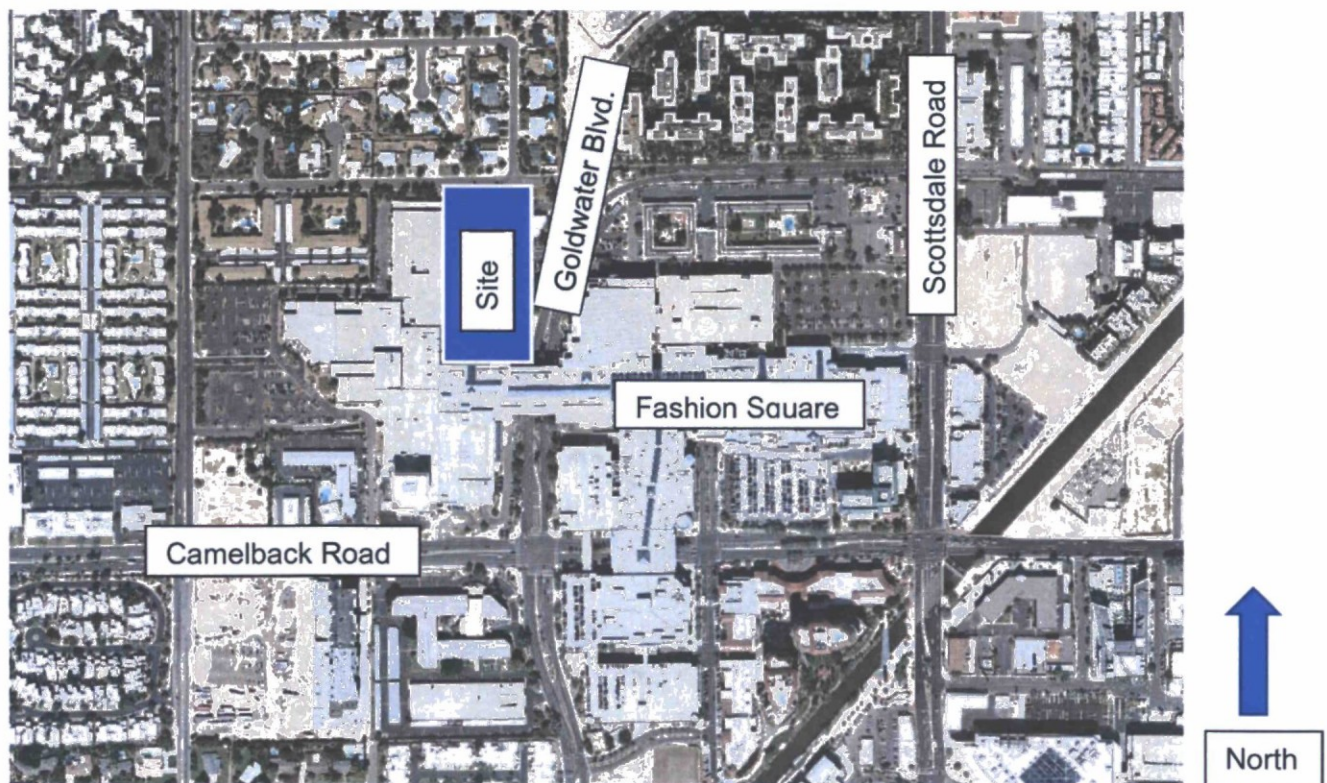 Goldwater Blvd.
Scottsdale Road
Site
Fashion Square
Camelback Road
North